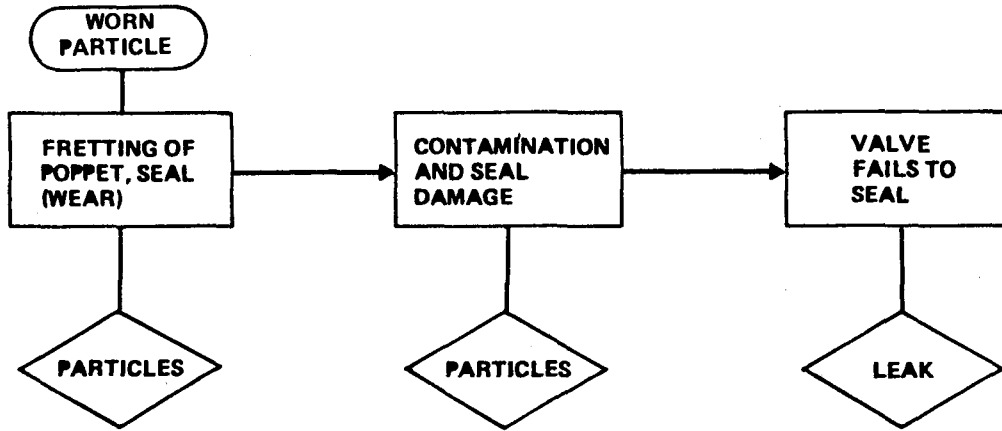 WORN
PARTICLE
FRETTING OF
POPPET, SEAL
(WEAR)
CONTAMINATION
AND SEAL
DAMAGE
VALVE
FAILS TO
SEAL
PARTICLES
PARTICLES
LEAK